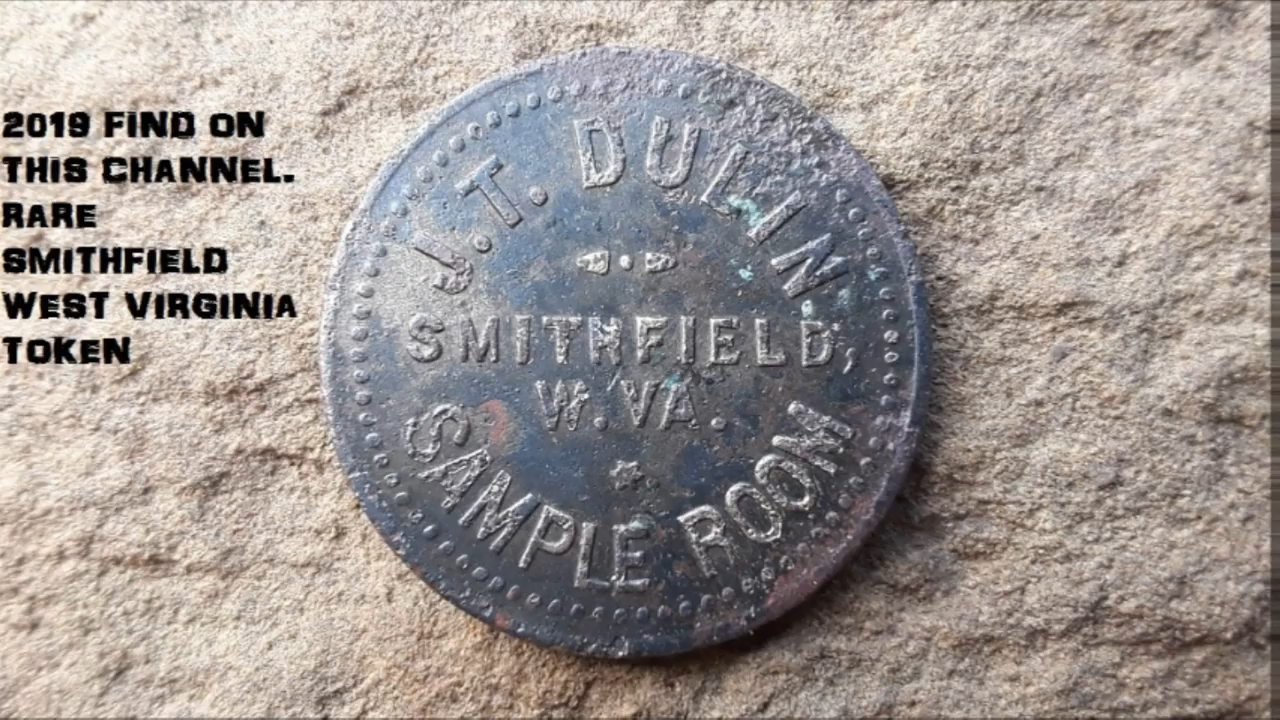 2019 FIND ON
THIS CHANNEL.
RARE
SMITHFIELD
WEST VIRGINIA
TOKEN
J.T. DULIN
SMITHFIELD,
W.VA.
SAMPLE ROOM